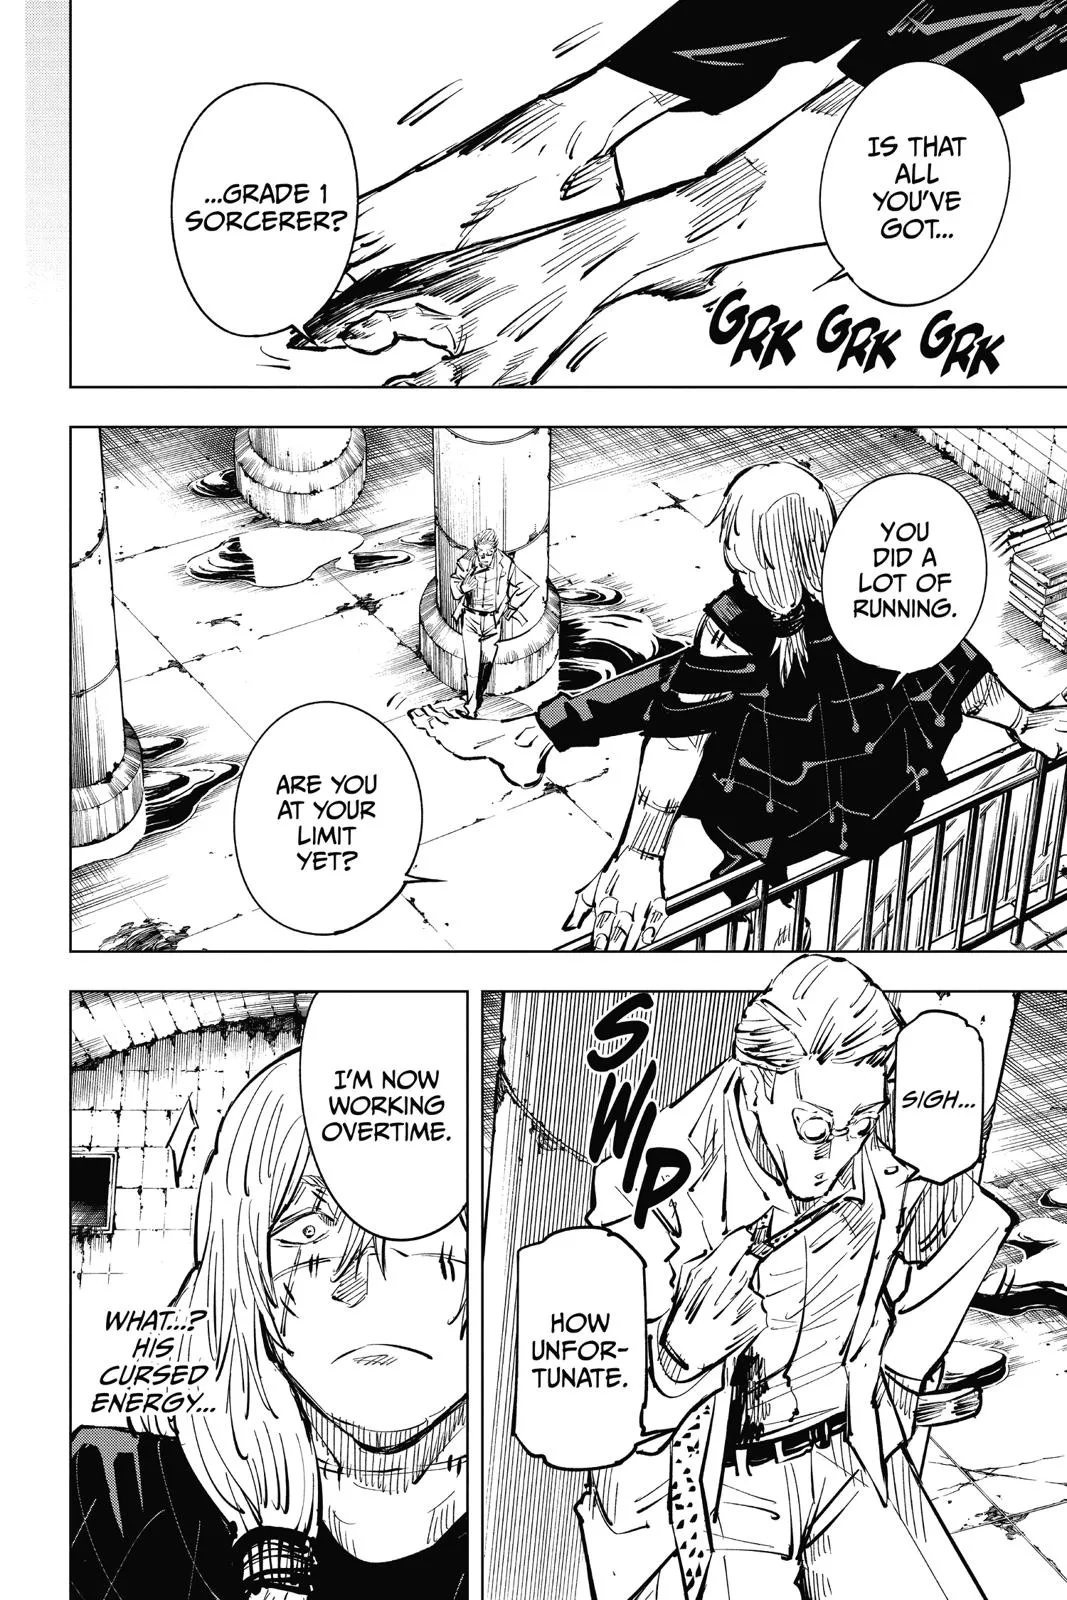 IS THAT
ALL
YOU'VE
GOT...
...GRADE 1
SORCERER?
GRK GRK GRK
YOU
DID A
LOT OF
RUNNING.
ARE YOU
AT YOUR
LIMIT
YET?
SIGH...
SWIP
HOW
UNFOR-
TUNATE.
I'M NOW
WORKING
OVERTIME.
WHAT...?
HIS
CURSED
ENERGY...